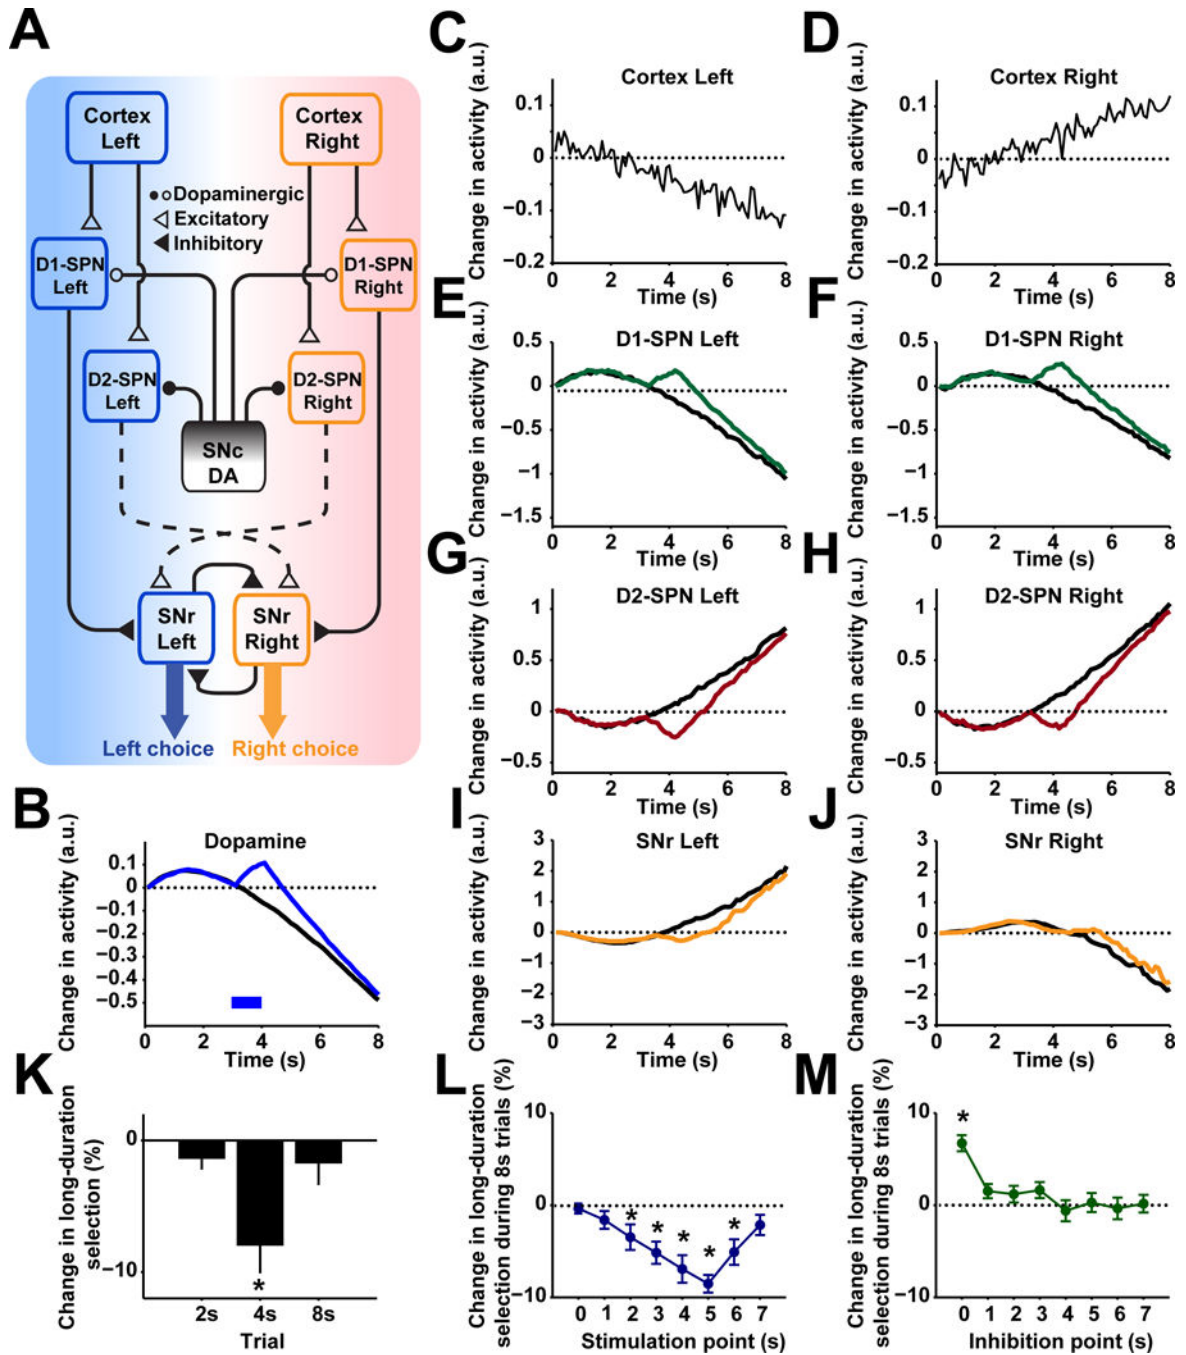 A
Cortex
Left
Cortex
Right
Dopaminergic
Excitatory
Inhibitory
D1-SPN
Left
D1-SPN
Right
D2-SPN
Left
D2-SPN
Right
SNc
DA
SNr
Left
SNr
Right
Left choice
Right choice
B
Dopamine
Change in activity (a.u.)
0.1
0
−0.1
−0.2
−0.3
−0.4
−0.5
0 2 4 6 8
Time (s)
C
Cortex Left
Change in activity (a.u.)
0.1
0
−0.1
−0.2
0 2 4 6 8
Time (s)
D
Cortex Right
Change in activity (a.u.)
0.1
0
−0.1
−0.2
0 2 4 6 8
Time (s)
E
D1-SPN Left
Change in activity (a.u.)
0.5
0
−0.5
−1
−1.5
0 2 4 6 8
Time (s)
F
D1-SPN Right
Change in activity (a.u.)
0.5
0
−0.5
−1
−1.5
0 2 4 6 8
Time (s)
G
D2-SPN Left
Change in activity (a.u.)
1
0.5
0
−0.5
0 2 4 6 8
Time (s)
H
D2-SPN Right
Change in activity (a.u.)
1
0.5
0
−0.5
0 2 4 6 8
Time (s)
I
SNr Left
Change in activity (a.u.)
3
2
1
0
−1
−2
−3
0 2 4 6 8
Time (s)
J
SNr Right
Change in activity (a.u.)
3
2
1
0
−1
−2
−3
0 2 4 6 8
Time (s)
K
Change in long-duration
selection (%)
0
−10
*
2s 4s 8s
Trial
L
Change in long-duration
selection during 8s trials (%)
10
0
−10
* * * * *
0 1 2 3 4 5 6 7
Stimulation point (s)
M
Change in long-duration
selection during 8s trials (%)
10
0
−10
*
0 1 2 3 4 5 6 7
Inhibition point (s)